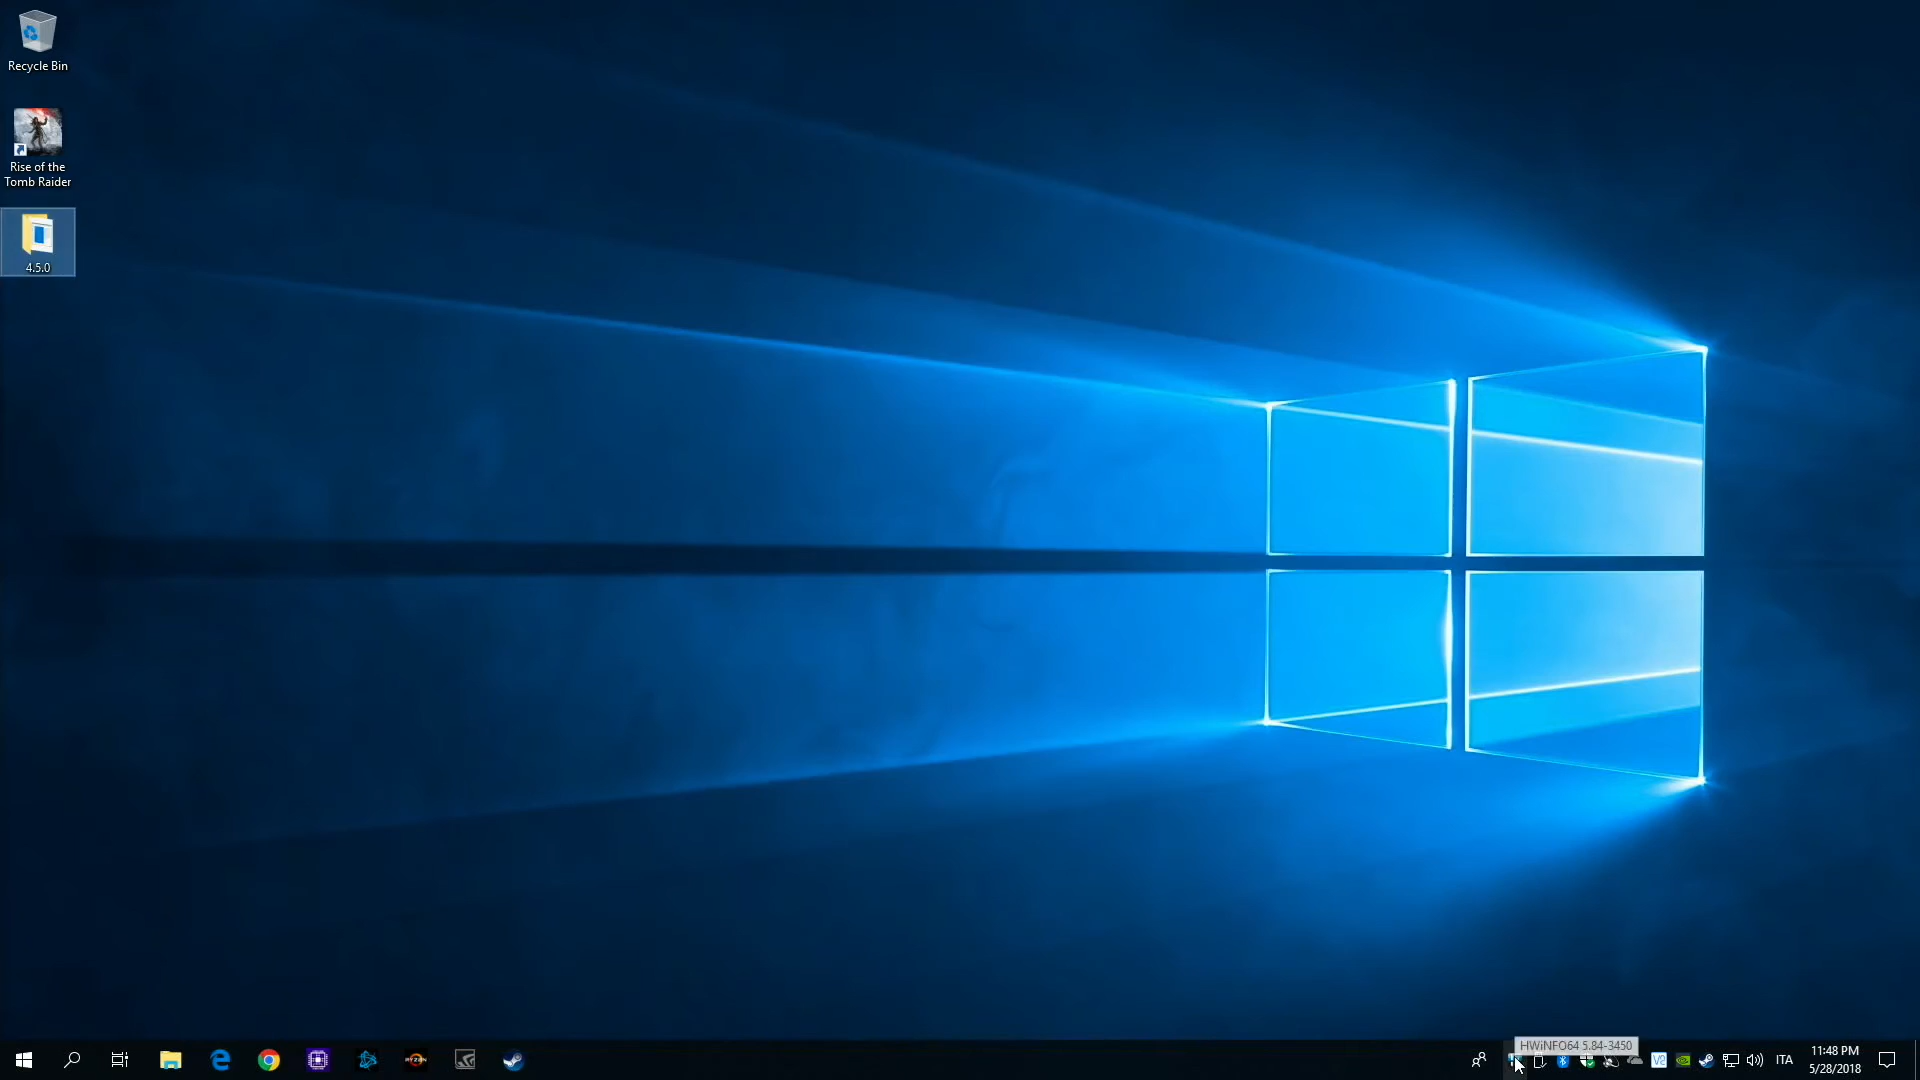 Recycle Bin
Rise of the
Tomb Raider
4.5.0
RYZEN
HWiNFO64 5.84-3450
ITA
11:48 PM
5/28/2018